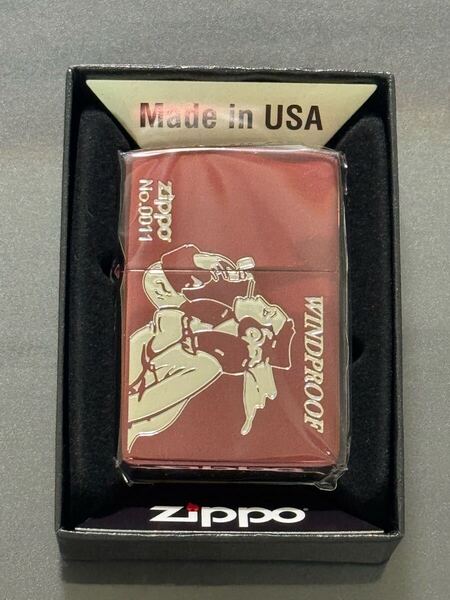 Made in USA
zippo
No.0011
WINDPROOF
zippo